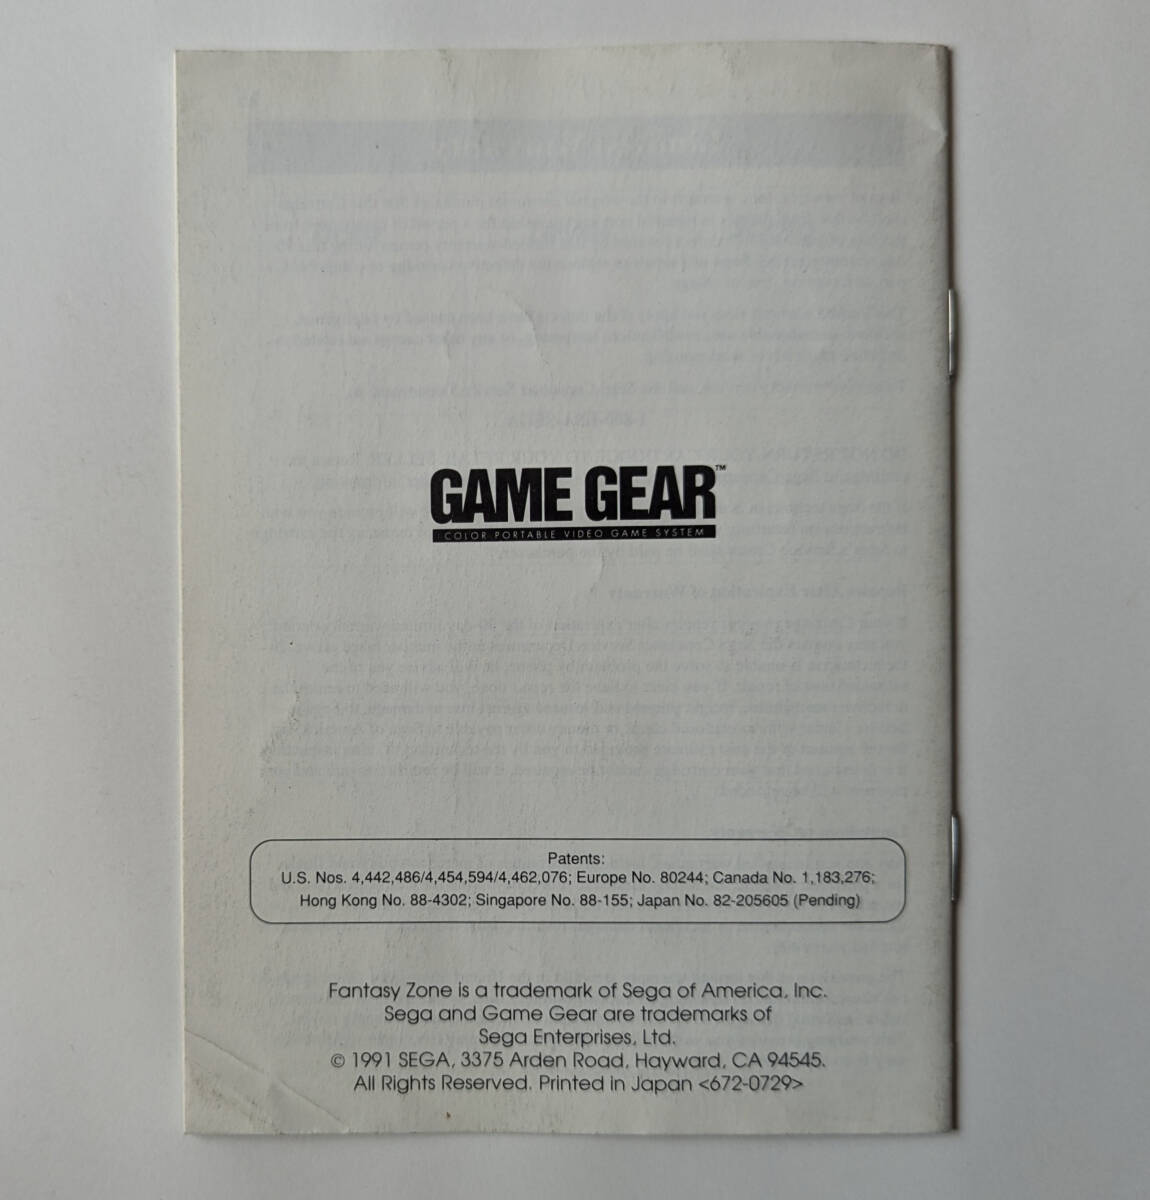 GAME GEAR™
COLOR PORTABLE VIDEO GAME SYSTEM
Patents:
U.S. Nos. 4,442,486/4,454,594/4,462,076; Europe No. 80244; Canada No. 1,183,276;
Hong Kong No. 88-4302; Singapore No. 88-155; Japan No. 82-205605 (Pending)
Fantasy Zone is a trademark of Sega of America, Inc.
Sega and Game Gear are trademarks of
Sega Enterprises, Ltd.
© 1991 SEGA, 3375 Arden Road, Hayward, CA 94545.
All Rights Reserved. Printed in Japan <672-0729>